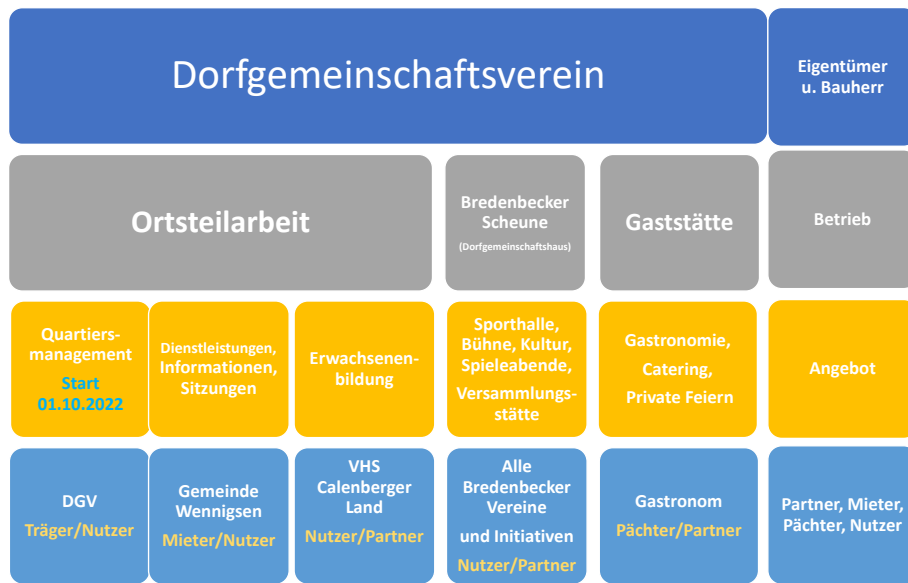 Dorfgemeinschaftsverein
Eigentümer
u. Bauherr
Ortsteilarbeit
Bredenbecker
Scheune
(Dorfgemeinschaftshaus)
Gaststätte
Betrieb
Quartiers-
management
Start
01.10.2022
Dienstleistungen,
Informationen,
Sitzungen
Erwachsenen-
bildung
Sporthalle,
Bühne, Kultur,
Spieleabende,
Versammlungs-
stätte
Gastronomie,
Catering,
Private Feiern
Angebot
DGV
Träger/Nutzer
Gemeinde
Wennigsen
Mieter/Nutzer
VHS
Calenberger
Land
Nutzer/Partner
Alle
Bredenbecker
Vereine
und Initiativen
Nutzer/Partner
Gastronom
Pächter/Partner
Partner, Mieter,
Pächter, Nutzer